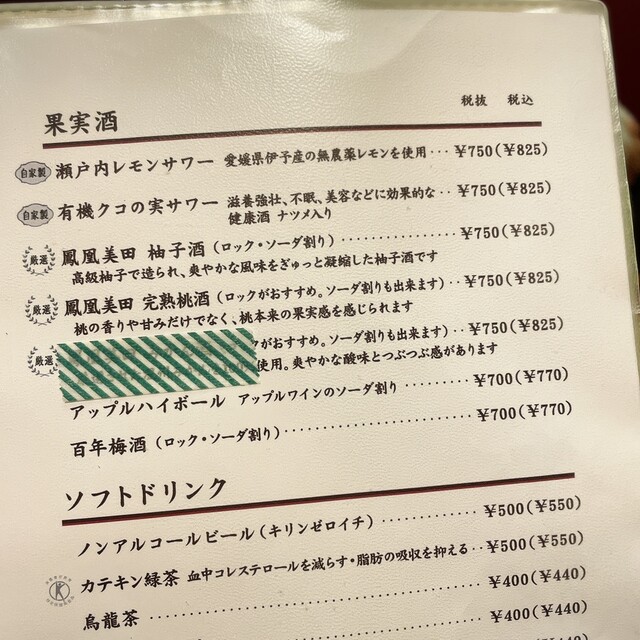 税抜 税込
果実酒
自家製 瀬戸内レモンサワー 愛媛県伊予産の無農薬レモンを使用・・・¥750(¥825)
自家製 有機クコの実サワー 滋養強壮、不眠、美容などに効果的な・・¥750(¥825)
健康酒 ナツメ入り
厳選 鳳凰美田 柚子酒(ロック・ソーダ割り)・・・・・・・・・・・・・・¥750(¥825)
高級柚子で造られ、爽やかな風味をぎゅっと凝縮した柚子酒です
厳選 鳳凰美田 完熟桃酒(ロックがおすすめ。ソーダ割りも出来ます)・・¥750(¥825)
桃の香りや甘みだけでなく、桃本来の果実感を感じられます
厳選 クがおすすめ。ソーダ割りも出来ます)・・¥750(¥825)
使用。爽やかな酸味とつぶつぶ感があります
アップルハイボール アップルワインのソーダ割り・・・・・・・・・¥700(¥770)
百年梅酒(ロック・ソーダ割り)・・・・・・・・・・・・・・・・・・・・・・¥700(¥770)
ソフトドリンク
ノンアルコールビール(キリンゼロイチ)・・・・・・・・・・・・¥500(¥550)
カテキン緑茶 血中コレステロールを減らす・脂肪の吸収を抑える・・¥500(¥550)
烏龍茶・・・・・・・・・・・・・・・・・・・・・・・・・・・・・・・・・・・・¥400(¥440)
¥400(¥440)